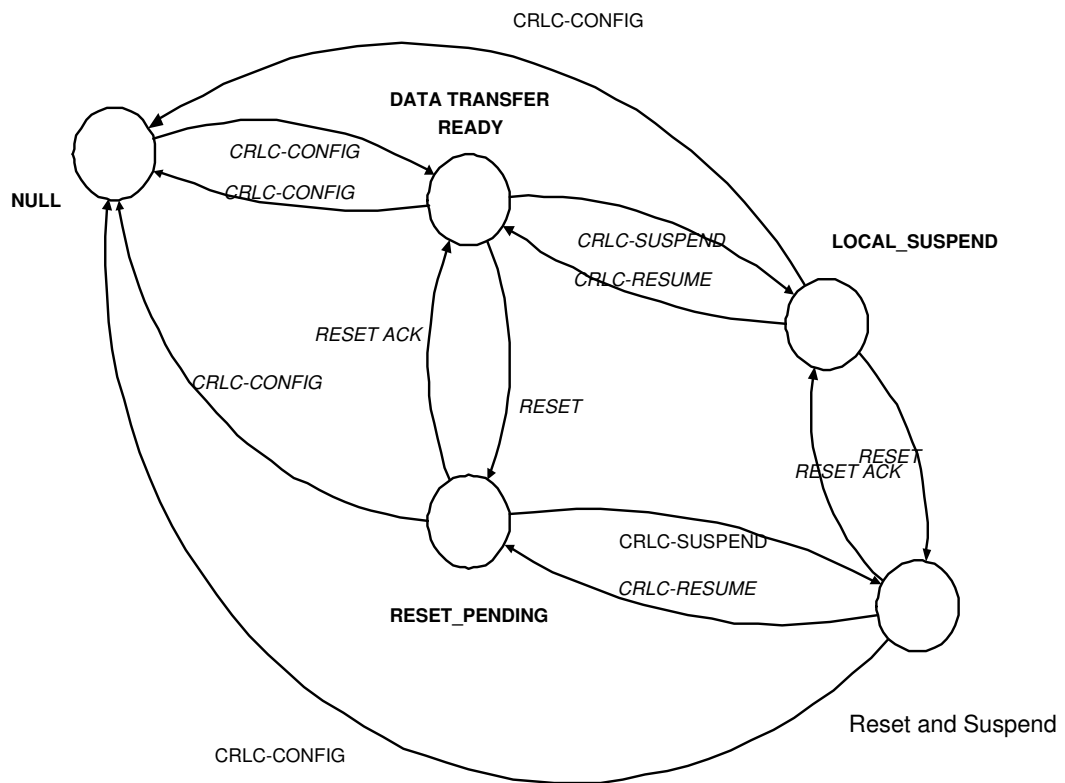 CRLC-CONFIG
DATA TRANSFER
READY
CRLC-CONFIG
CRLC-CONFIG
NULL
CRLC-SUSPEND
LOCAL_SUSPEND
CRLC-RESUME
RESET ACK
CRLC-CONFIG
RESET
RESET
RESET ACK
CRLC-SUSPEND
CRLC-RESUME
RESET_PENDING
Reset and Suspend
CRLC-CONFIG